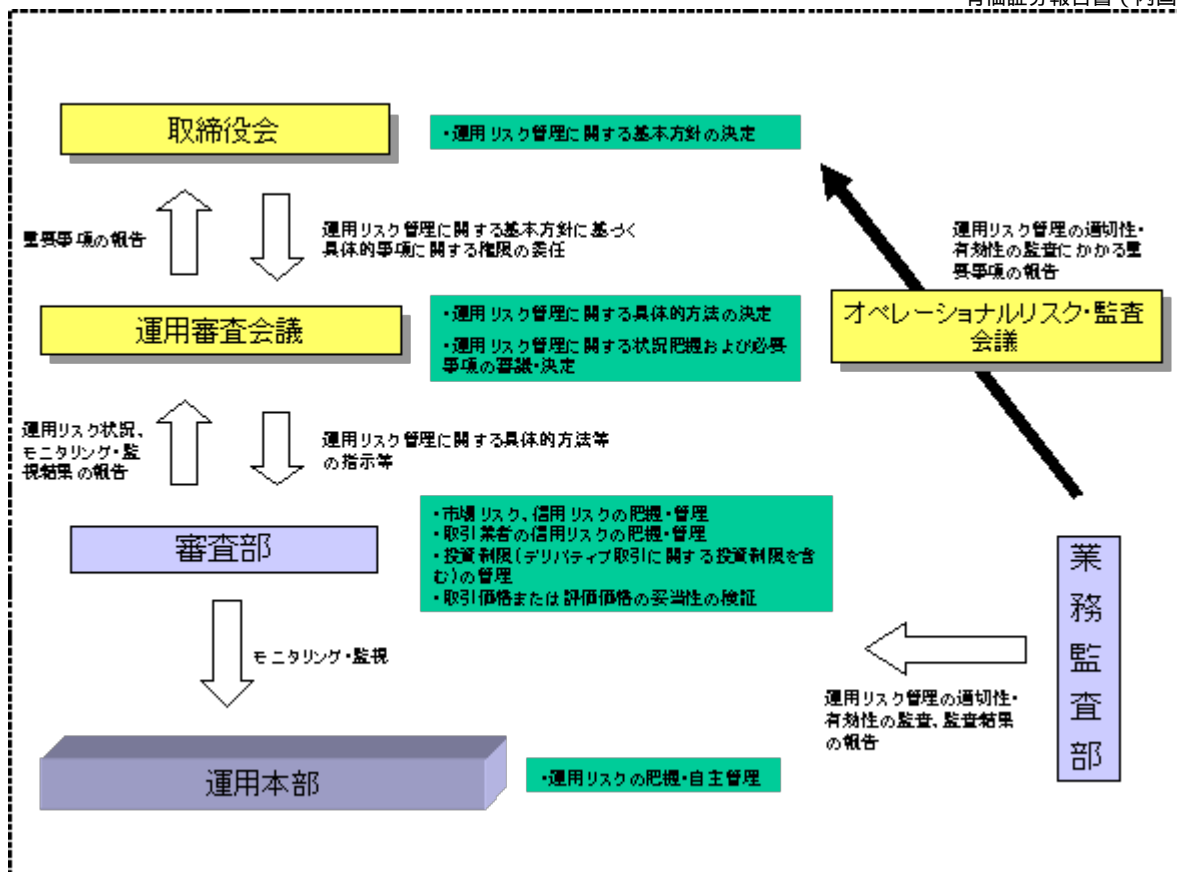 取締役会
・運用リスク管理に関する基本方針の決定
重要事項の報告
運用リスク管理に関する基本方針に基づく
具体的事項に関する権限の委任
運用リスク管理の適切性・
有効性の監査にかかる重
要事項の報告
運用審査会議
・運用リスク管理に関する具体的方法の決定
・運用リスク管理に関する状況把握および必要
事項の審議・決定
オペレーショナルリスク・監査
会議
運用リスク状況、
モニタリング・監
視結果の報告
運用リスク管理に関する具体的方法等
の指示等
審査部
・市場リスク、信用リスクの把握・管理
・取引業者の信用リスクの把握・管理
・投資制限(デリバティブ取引に関する投資制限を含
む)の管理
・取引価格または評価価格の妥当性の検証
業務監査部
モニタリング・監視
運用リスク管理の適切性・
有効性の監査、監査結果
の報告
運用本部
・運用リスクの把握・自主管理